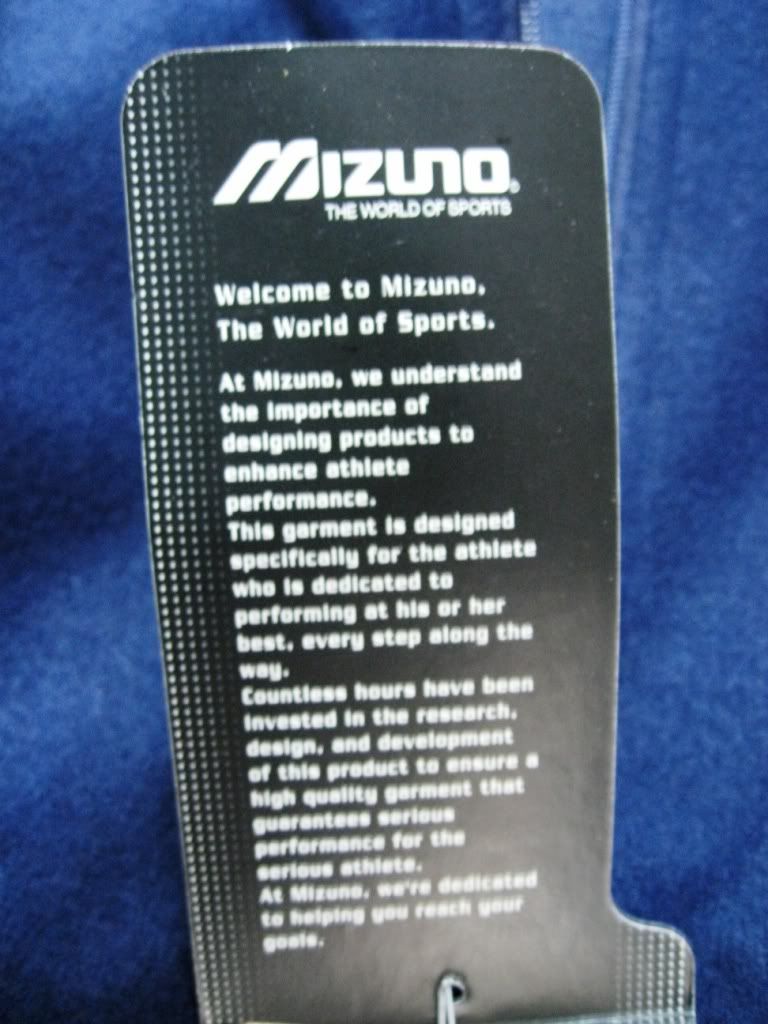 MIZUNO®
THE WORLD OF SPORTS
Welcome to Mizuno,
The World of Sports.
At Mizuno, we understand
the importance of
designing products to
enhance athlete
performance.
This garment is designed
specifically for the athlete
who is dedicated to
performing at his or her
best, every step along the
way.
Countless hours have been
invested in the research,
design, and development
of this product to ensure a
high quality garment that
guarantees serious
performance for the
serious athlete.
At Mizuno, we're dedicated
to helping you reach your
goals.